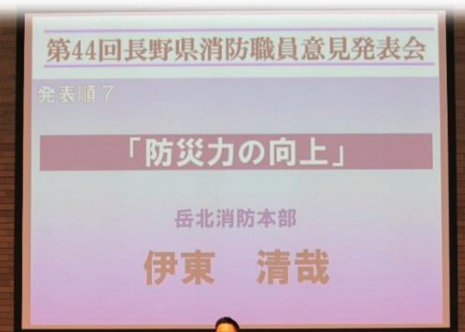 第44回長野県消防職員意見発表会
発表順 7
「防災力の向上」
岳北消防本部
伊東　清哉